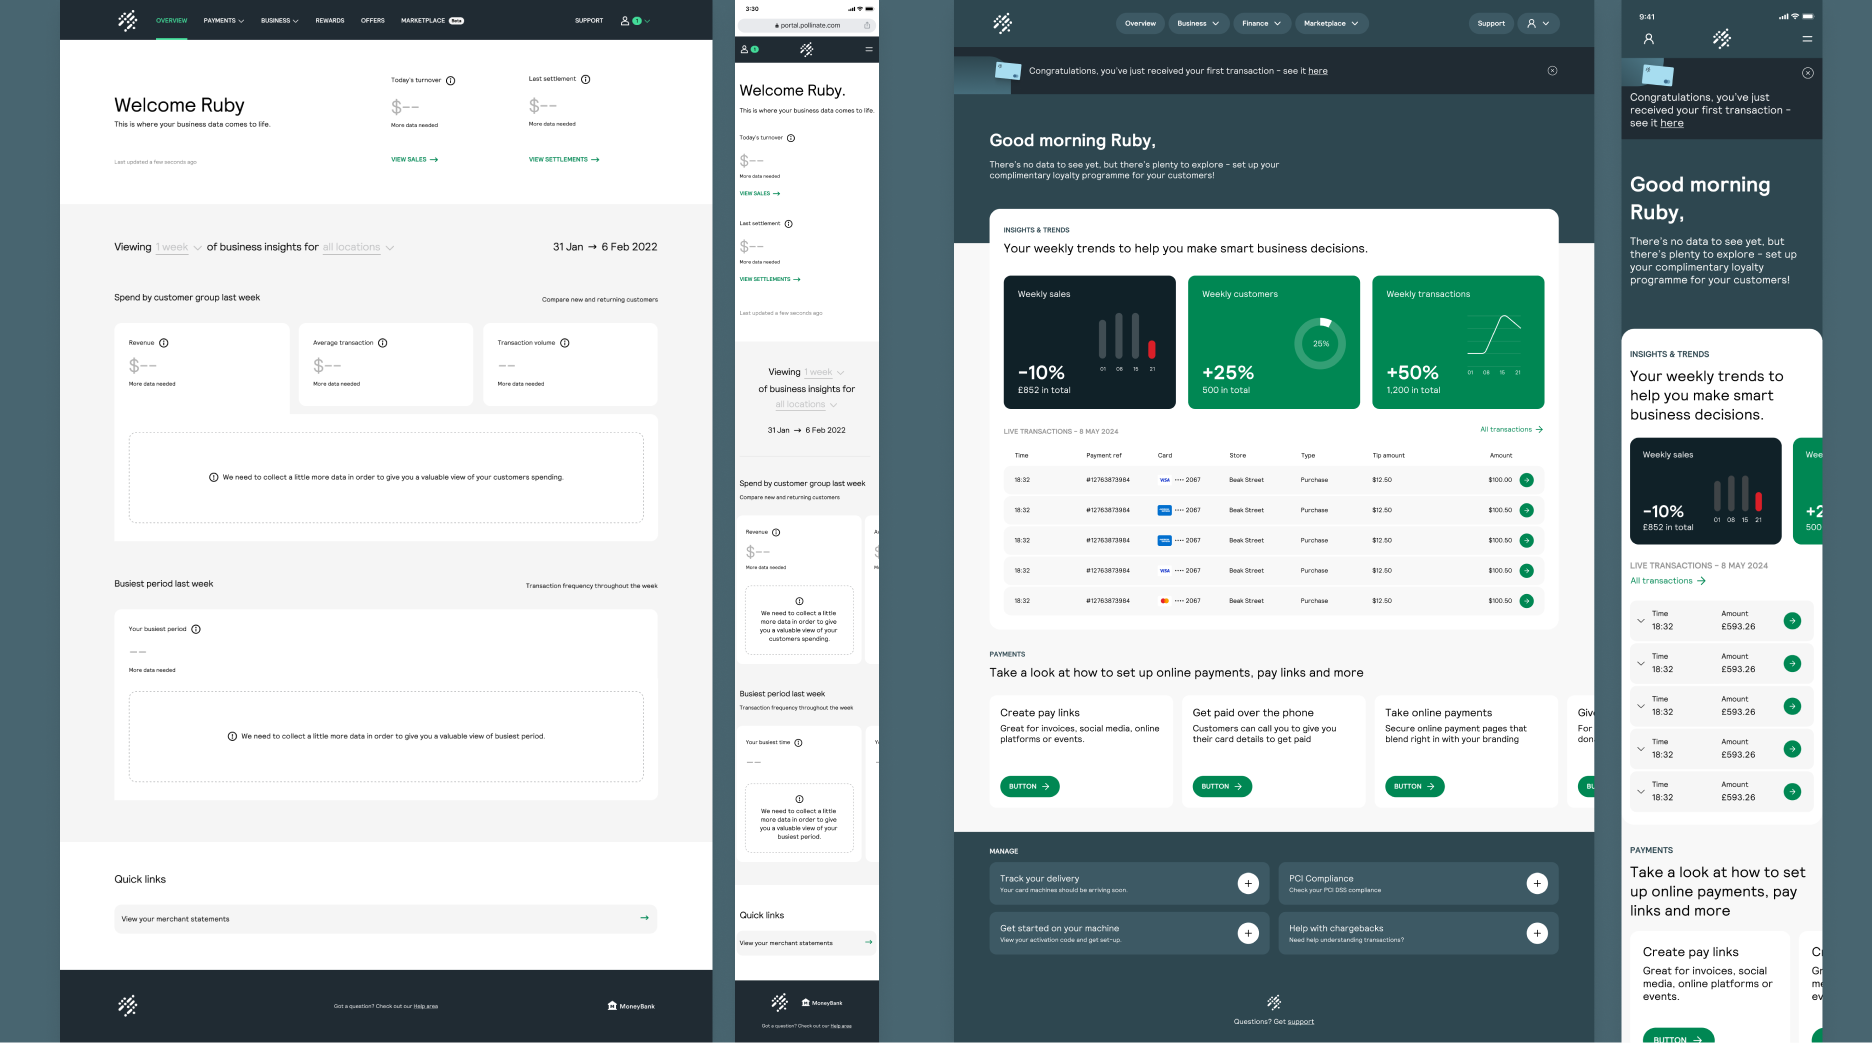 OVERVIEW PAYMENTS BUSINESS REWARDS OFFERS MARKETPLACE Beta SUPPORT 1
Welcome Ruby
This is where your business data comes to life.
Last updated a few seconds ago
Today's turnover
$--
More data needed
VIEW SALES →
Last settlement
$--
More data needed
VIEW SETTLEMENTS →
Viewing 1 week of business insights for all locations
31 Jan → 6 Feb 2022
Spend by customer group last week
Compare new and returning customers
Revenue
$--
More data needed
Average transaction
$--
More data needed
Transaction volume
--
More data needed
We need to collect a little more data in order to give you a valuable view of your customers spending.
Busiest period last week
Transaction frequency throughout the week
Your busiest period
--
More data needed
We need to collect a little more data in order to give you a valuable view of busiest period.
Quick links
View your merchant statements →
Got a question? Check out our Help area
MoneyBank
3:30
portal.pollinate.com
1
Welcome Ruby.
This is where your business data comes to life.
Today's turnover
$--
More data needed
VIEW SALES →
Last settlement
$--
More data needed
VIEW SETTLEMENTS →
Last updated a few seconds ago
Viewing 1 week
of business insights for
all locations
31 Jan → 6 Feb 2022
Spend by customer group last week
Compare new and returning customers
Revenue
$--
More data needed
We need to collect a little
more data in order to give
you a valuable view of your
customers spending.
A
$
M
Busiest period last week
Transaction frequency throughout the week
Your busiest time
--
We need to collect a little
more data in order to give
you a valuable view of your
busiest period.
Quick links
View your merchant statements →
MoneyBank
Got a question? Check out our Help area
Overview Business Finance Marketplace Support
Congratulations, you've just received your first transaction - see it here
Good morning Ruby,
There's no data to see yet, but there's plenty to explore - set up your
complimentary loyalty programme for your customers!
INSIGHTS & TRENDS
Your weekly trends to help you make smart business decisions.
Weekly sales
-10%
£852 in total
01 08 15 21
Weekly customers
25%
+25%
500 in total
Weekly transactions
+50%
1,200 in total
01 08 15 21
LIVE TRANSACTIONS - 8 MAY 2024
All transactions →
Time Payment ref Card Store Type Tip amount Amount
18:32 #12763873984 VISA •••• 2067 Beak Street Purchase $12.50 $100.00
18:32 #12763873984 •••• 2067 Beak Street Purchase $12.50 $100.50
18:32 #12763873984 •••• 2067 Beak Street Purchase $12.50 $100.50
18:32 #12763873984 VISA •••• 2067 Beak Street Purchase $12.50 $100.50
18:32 #12763873984 •••• 2067 Beak Street Purchase $12.50 $100.50
PAYMENTS
Take a look at how to set up online payments, pay links and more
Create pay links
Great for invoices, social media, online
platforms or events.
BUTTON →
Get paid over the phone
Customers can call you to give you
their card details to get paid
BUTTON →
Take online payments
Secure online payment pages that
blend right in with your branding
BUTTON →
Giv
For
don
BU
MANAGE
Track your delivery
Your card machines should be arriving soon.
PCI Compliance
Check your PCI DSS compliance
Get started on your machine
View your activation code and get set-up.
Help with chargebacks
Need help understanding transactions?
Questions? Get support
9:41
Congratulations, you've just
received your first transaction -
see it here
Good morning
Ruby,
There's no data to see yet, but
there's plenty to explore - set up
your complimentary loyalty
programme for your customers!
INSIGHTS & TRENDS
Your weekly trends to
help you make smart
business decisions.
Weekly sales
-10%
£852 in total
01 08 15 21
Wee
+2
500
LIVE TRANSACTIONS - 8 MAY 2024
All transactions →
Time Amount
18:32 £593.26
Time Amount
18:32 £593.26
Time Amount
18:32 £593.26
Time Amount
18:32 £593.26
Time Amount
18:32 £593.26
PAYMENTS
Take a look at how to set
up online payments, pay
links and more
Create pay links
Great for invoices, social
media, online platforms or
events.
BUTTON →